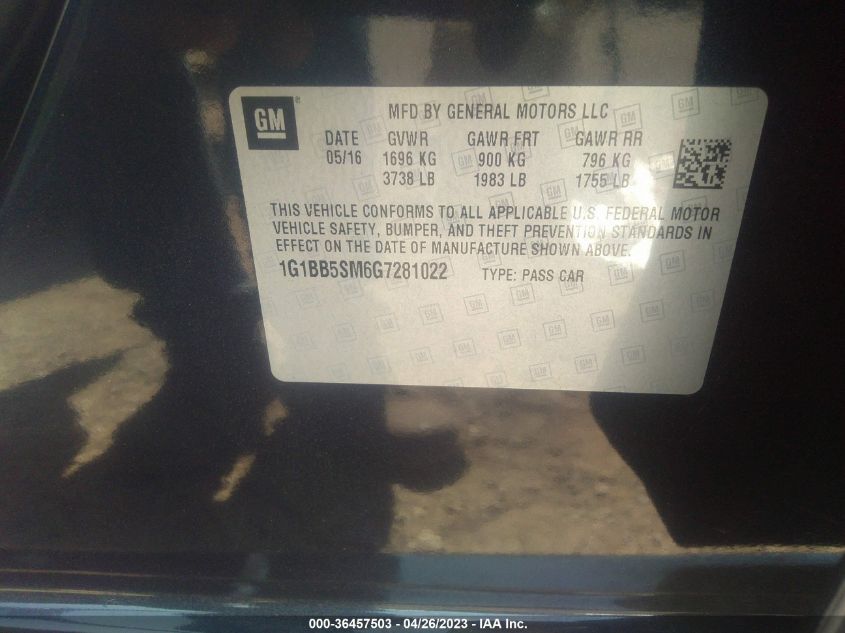 GM
MFD BY GENERAL MOTORS LLC
DATE GVWR GAWR FRT GAWR RR
05/16 1696 KG 900 KG 796 KG
3738 LB 1983 LB 1755 LB
THIS VEHICLE CONFORMS TO ALL APPLICABLE U.S. FEDERAL MOTOR
VEHICLE SAFETY, BUMPER, AND THEFT PREVENTION STANDARDS IN
EFFECT ON THE DATE OF MANUFACTURE SHOWN ABOVE.
1G1BB5SM6G7281022 TYPE: PASS CAR
000-36457503 - 04/26/2023 - IAA Inc.